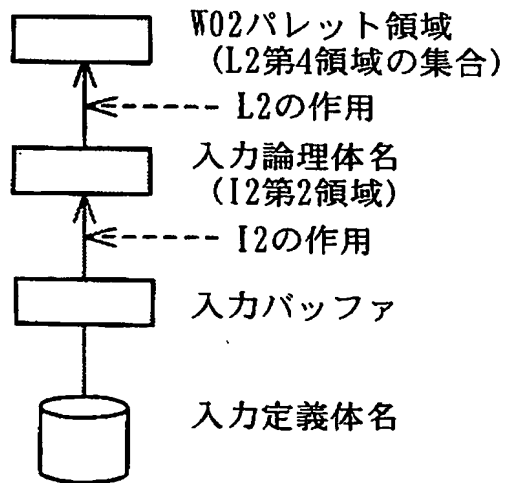 W02パレット領域
(L2第4領域の集合)
L2の作用
入力論理体名
(I2第2領域)
I2の作用
入力バッファ
入力定義体名